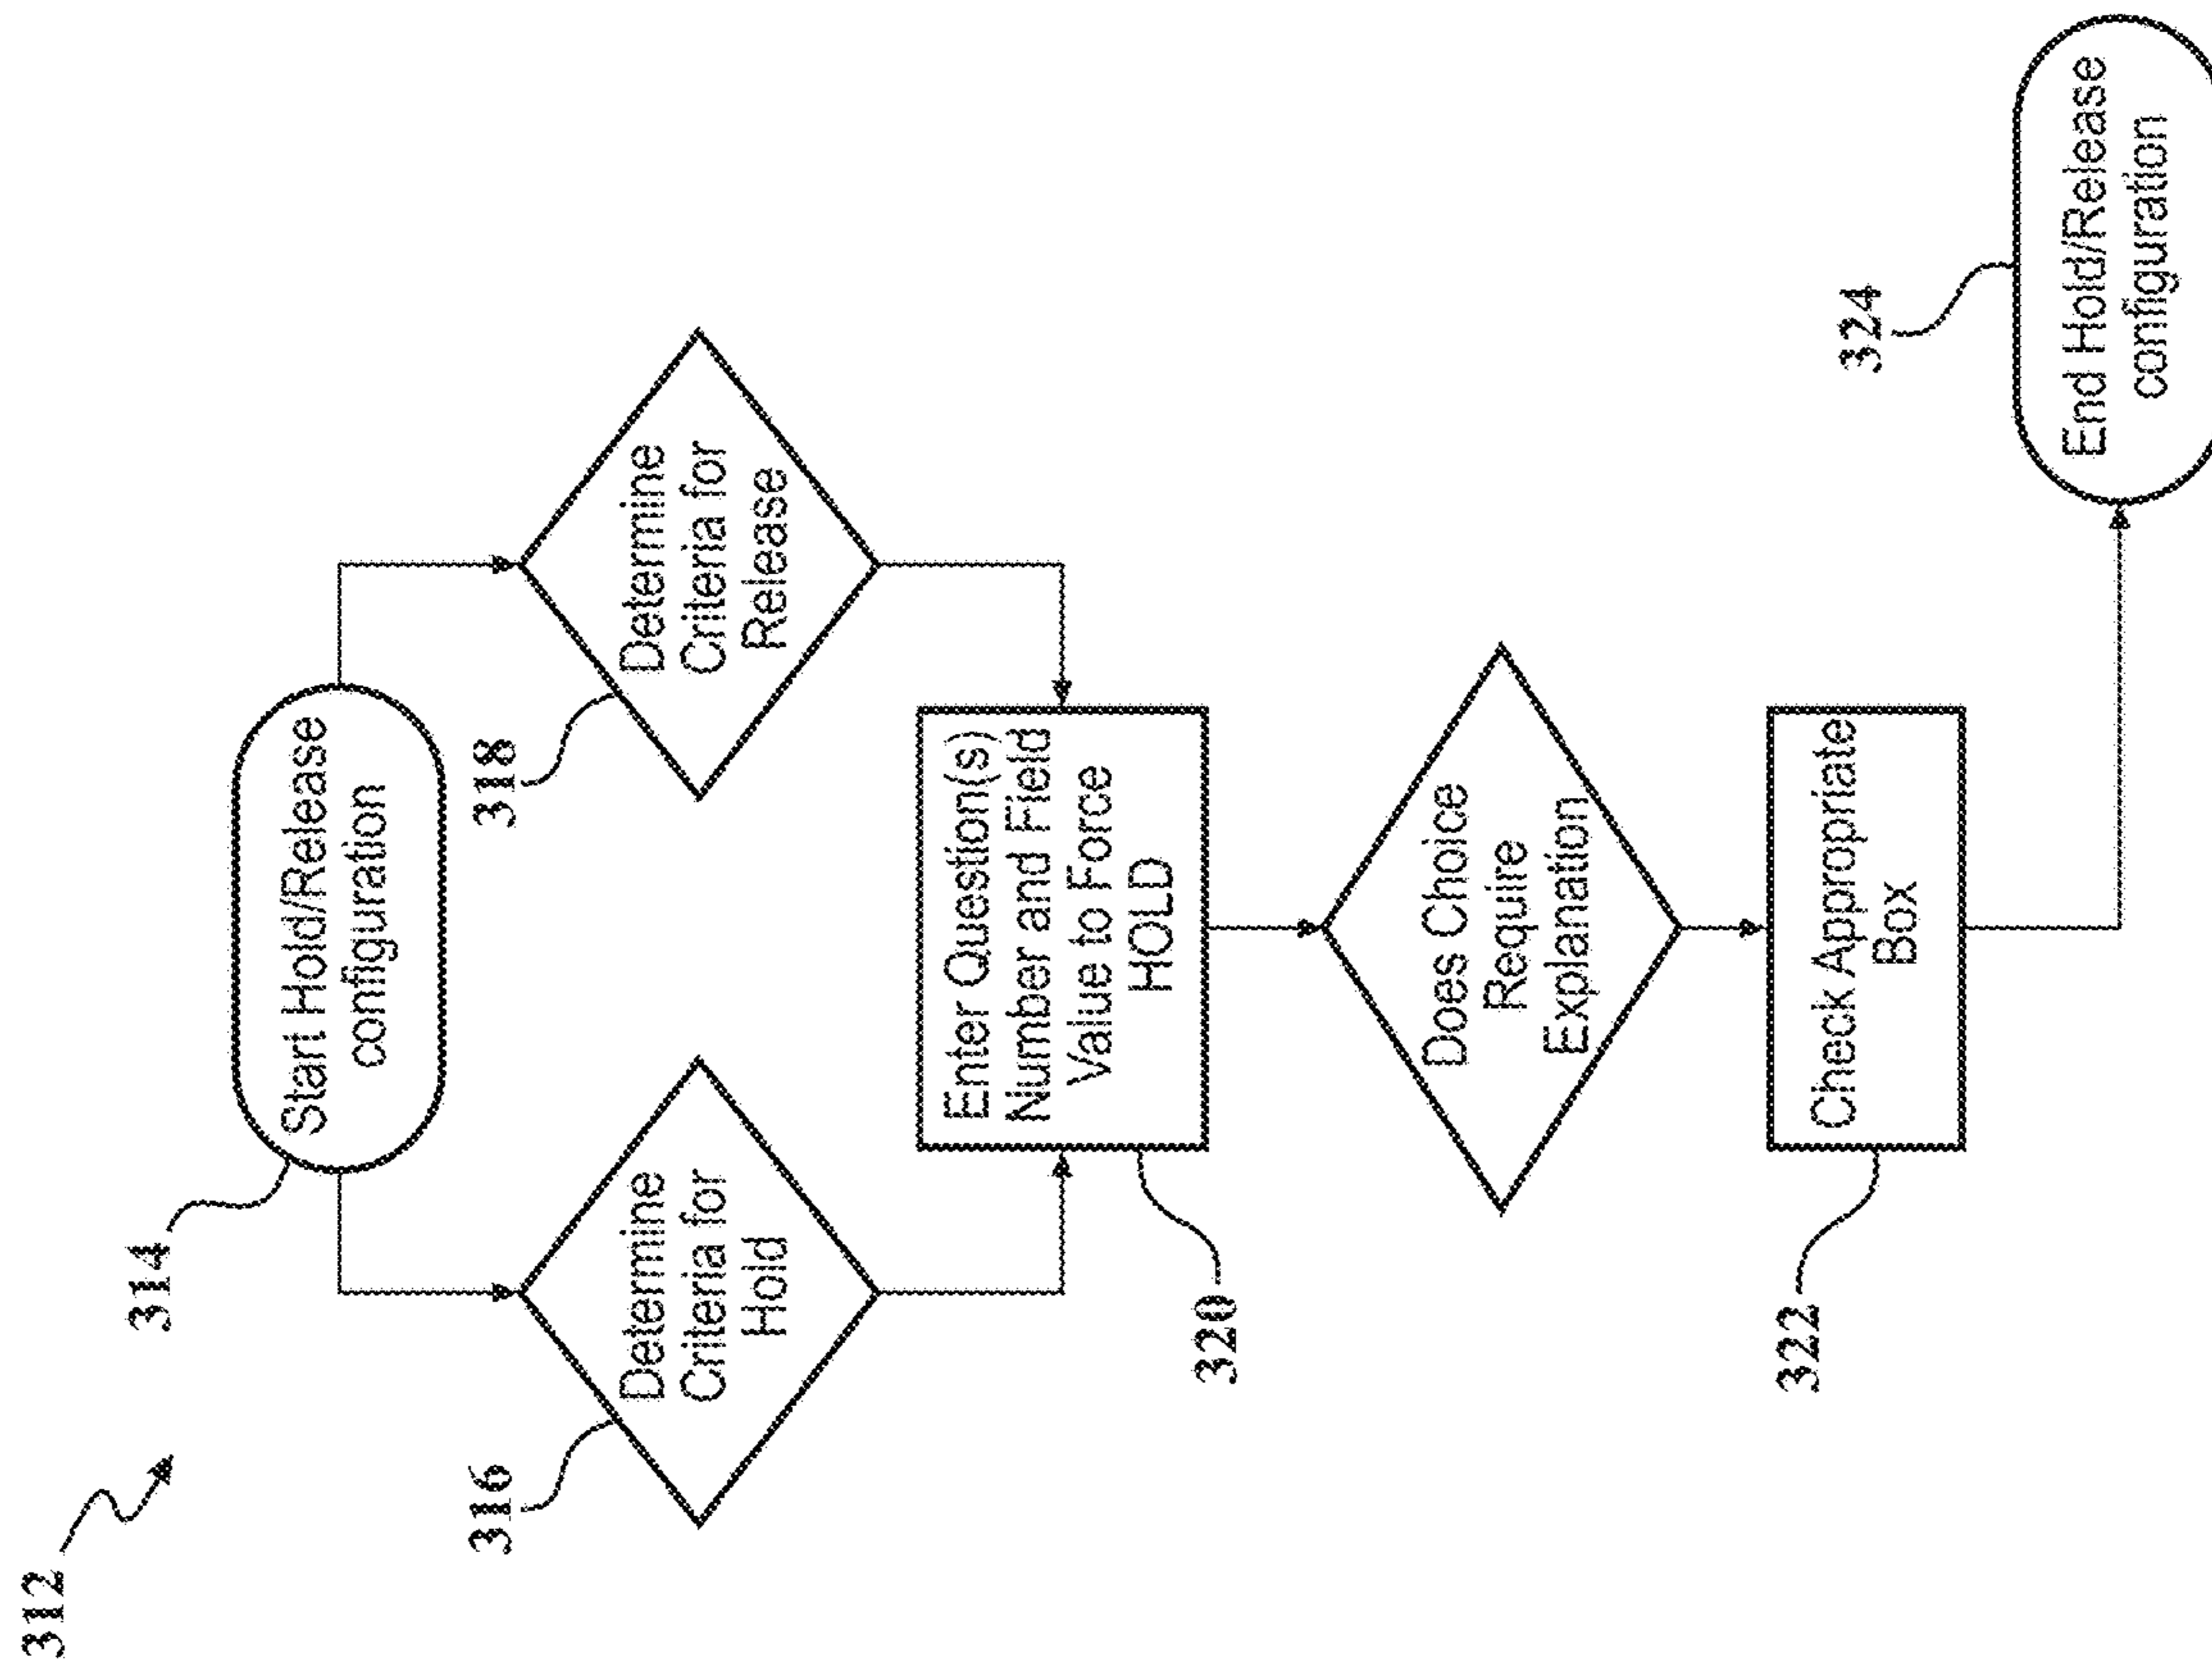 312
314
Start Hold/Release
configuration
316
Determine
Criteria for
Hold
318
Determine
Criteria for
Release
320
Enter Question(s)
Number and Field
Value to Force
HOLD
Does Choice
Require
Explanation
322
Check Appropriate
Box
324
End Hold/Release
configuration